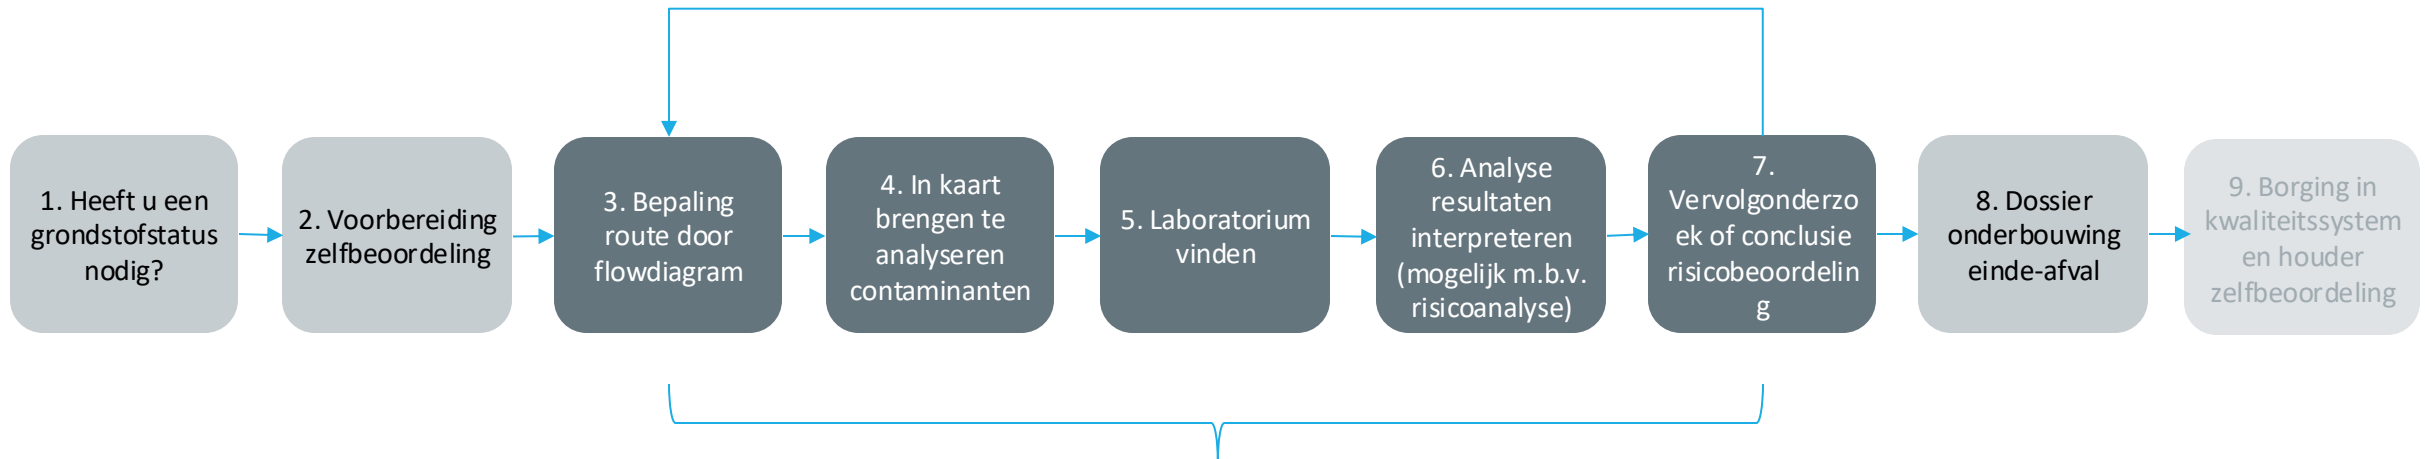 1. Heeft u een
grondstofstatus
nodig?
2. Voorbereiding
zelfbeoordeling
3. Bepaling
route door
flowdiagram
4. In kaart
brengen te
analyseren
contaminanten
5. Laboratorium
vinden
6. Analyse
resultaten
interpreteren
(mogelijk m.b.v.
risicoanalyse)
7.
Vervolgonderzo
ek of conclusie
risicobeoordelin
g
8. Dossier
onderbouwing
einde-afval
9. Borging in
kwaliteitssystem
en houder
zelfbeoordeling